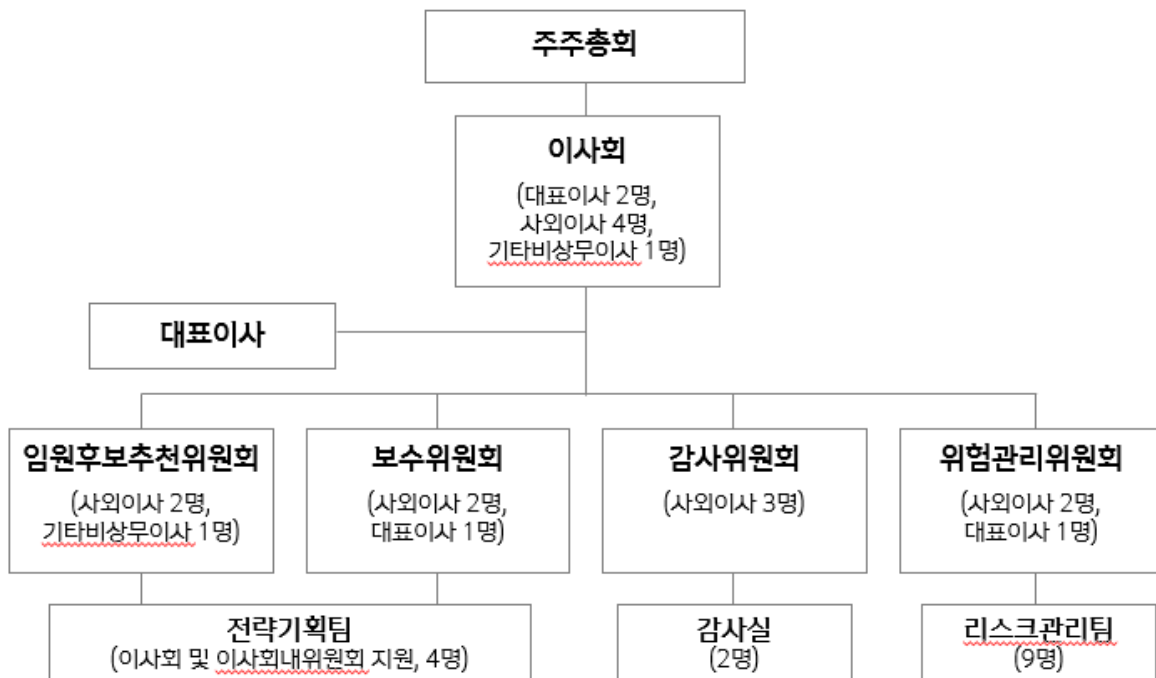 주주총회
이사회
(대표이사 2명,
사외이사 4명,
기타비상무이사 1명)
대표이사
임원후보추천위원회
(사외이사 2명,
기타비상무이사 1명)
보수위원회
(사외이사 2명,
대표이사 1명)
감사위원회
(사외이사 3명)
위험관리위원회
(사외이사 2명,
대표이사 1명)
전략기획팀
(이사회 및 이사회내위원회 지원, 4명)
감사실
(2명)
리스크관리팀
(9명)